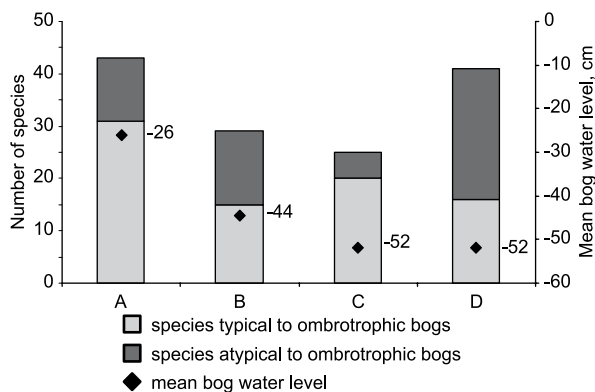 50
40
30
20
10
0
Number of species
0
-10
-20
-30
-40
-50
-60
Mean bog water level, cm
-26
-44
-52
-52
A B C D
species typical to ombrotrophic bogs
species atypical to ombrotrophic bogs
mean bog water level